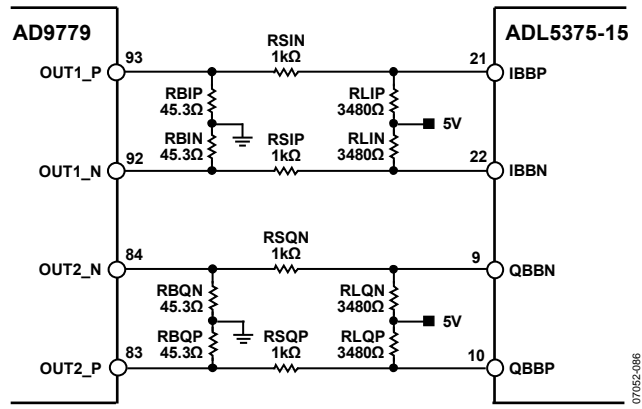 AD9779
ADL5375-15
OUT1_P
93
RSIN
1kΩ
21
IBBP
RBIP
45.3Ω
RLIP
3480Ω
5V
RBIN
45.3Ω
RSIP
1kΩ
RLIN
3480Ω
OUT1_N
92
22
IBBN
OUT2_N
84
RSQN
1kΩ
9
QBBN
RBQN
45.3Ω
RLQN
3480Ω
5V
RBQP
45.3Ω
RSQP
1kΩ
RLQP
3480Ω
OUT2_P
83
10
QBBP
07052-086